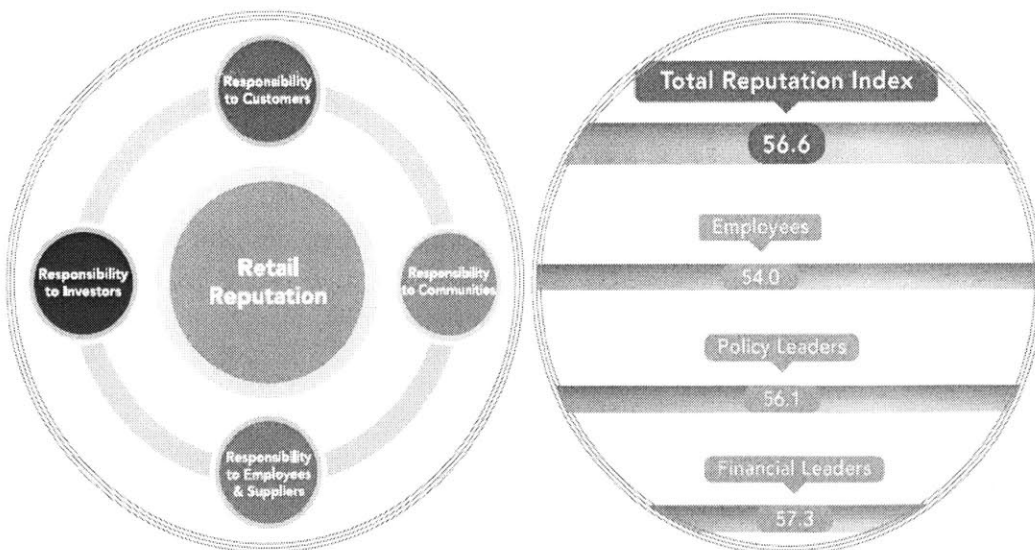 Responsibility
to Customers
Responsibility
to Investors
Retail
Reputation
Responsibility
to Communities
Responsibility
to Employees
& Suppliers
Total Reputation Index
56.6
Employees
54.0
Policy Leaders
56.1
Financial Leaders
57.3